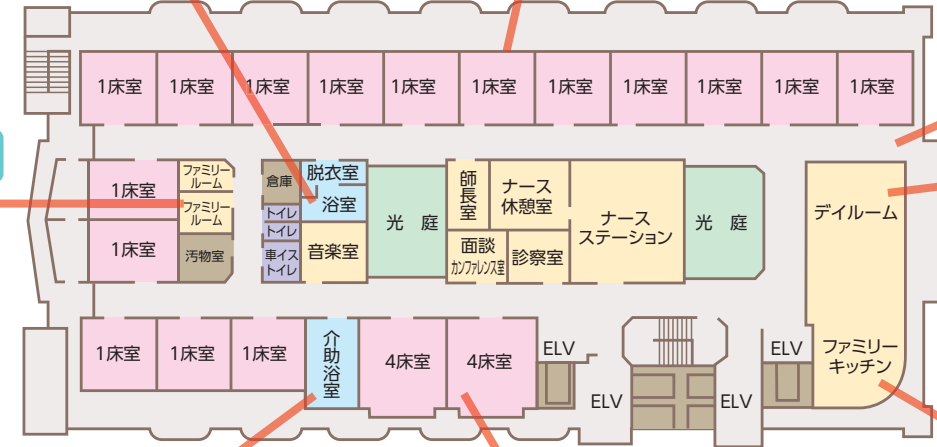 1床室
1床室
1床室
1床室
1床室
1床室
1床室
1床室
1床室
1床室
1床室
1床室
1床室
ファミリー
ルーム
ファミリー
ルーム
汚物室
倉庫
トイレ
トイレ
車イス
トイレ
脱衣室
浴室
音楽室
光 庭
師長室
ナース
休憩室
面談
カンファレンス室
診察室
ナース
ステーション
光 庭
デイルーム
ファミリー
キッチン
1床室
1床室
1床室
介助浴室
4床室
4床室
ELV
ELV
ELV
ELV